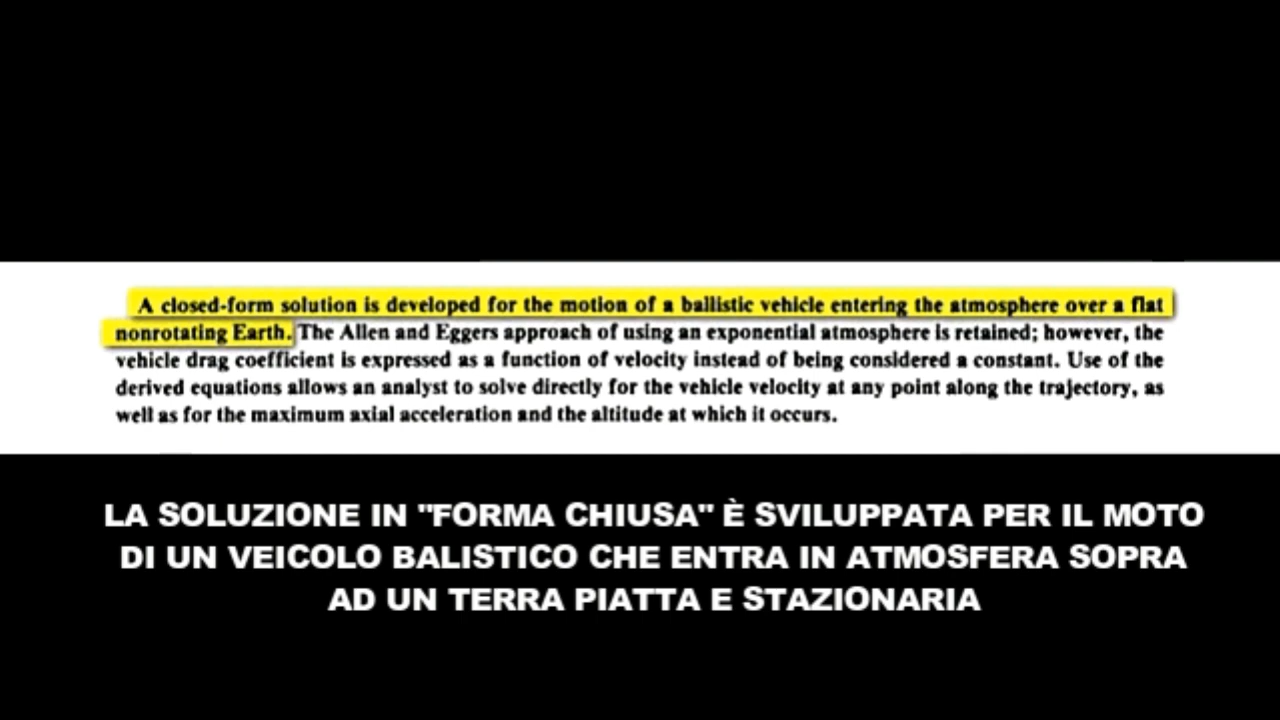 A closed-form solution is developed for the motion of a ballistic vehicle entering the atmosphere over a flat
nonrotating Earth. The Allen and Eggers approach of using an exponential atmosphere is retained; however, the
vehicle drag coefficient is expressed as a function of velocity instead of being considered a constant. Use of the
derived equations allows an analyst to solve directly for the vehicle velocity at any point along the trajectory, as
well as for the maximum axial acceleration and the altitude at which it occurs.
LA SOLUZIONE IN "FORMA CHIUSA" È SVILUPPATA PER IL MOTO
DI UN VEICOLO BALISTICO CHE ENTRA IN ATMOSFERA SOPRA
AD UN TERRA PIATTA E STAZIONARIA